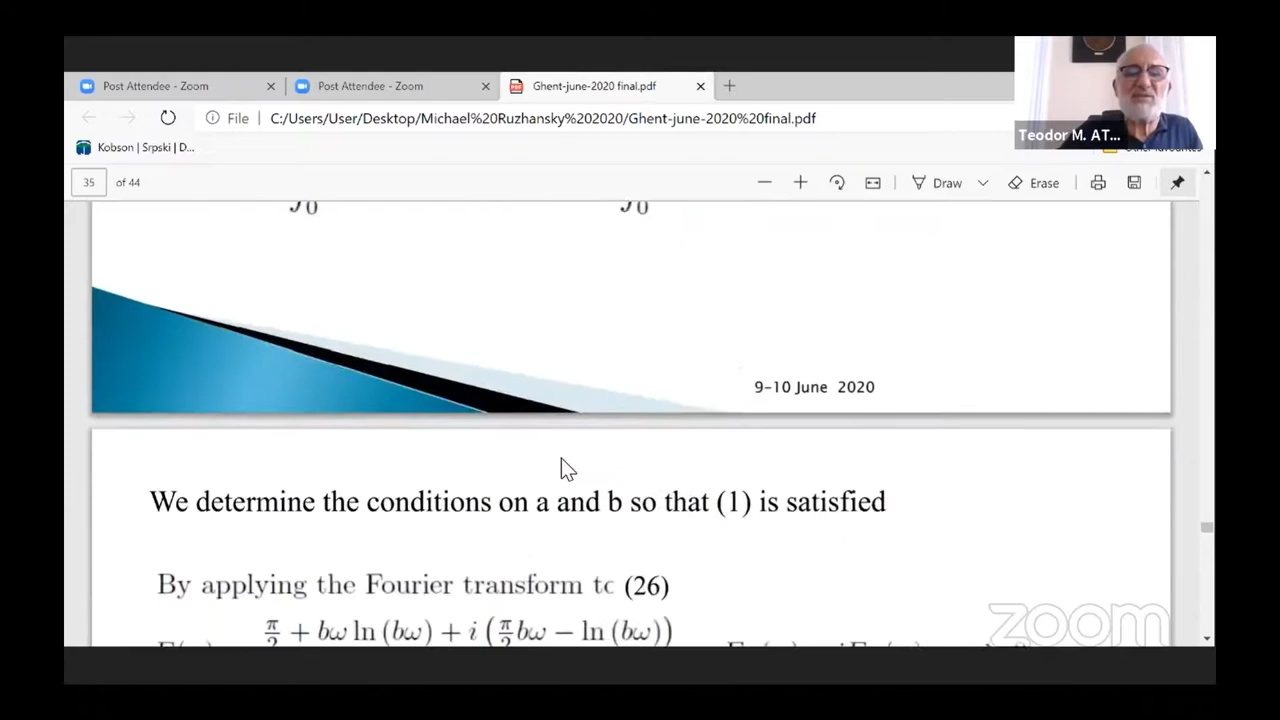 Post Attendee - Zoom
Post Attendee - Zoom
Ghent-june-2020 final.pdf
File
C:/Users/User/Desktop/Michael%20Ruzhansky%202020/Ghent-june-2020%20final.pdf
Teodor M. AT...
Kobson | Srpski | D...
35 of 44
Draw
Erase
9-10 June 2020
We determine the conditions on a and b so that (1) is satisfied
By applying the Fourier transform to (26)
π/2 + bω ln (bω) + i (π/2 bω − ln (bω))
zoom